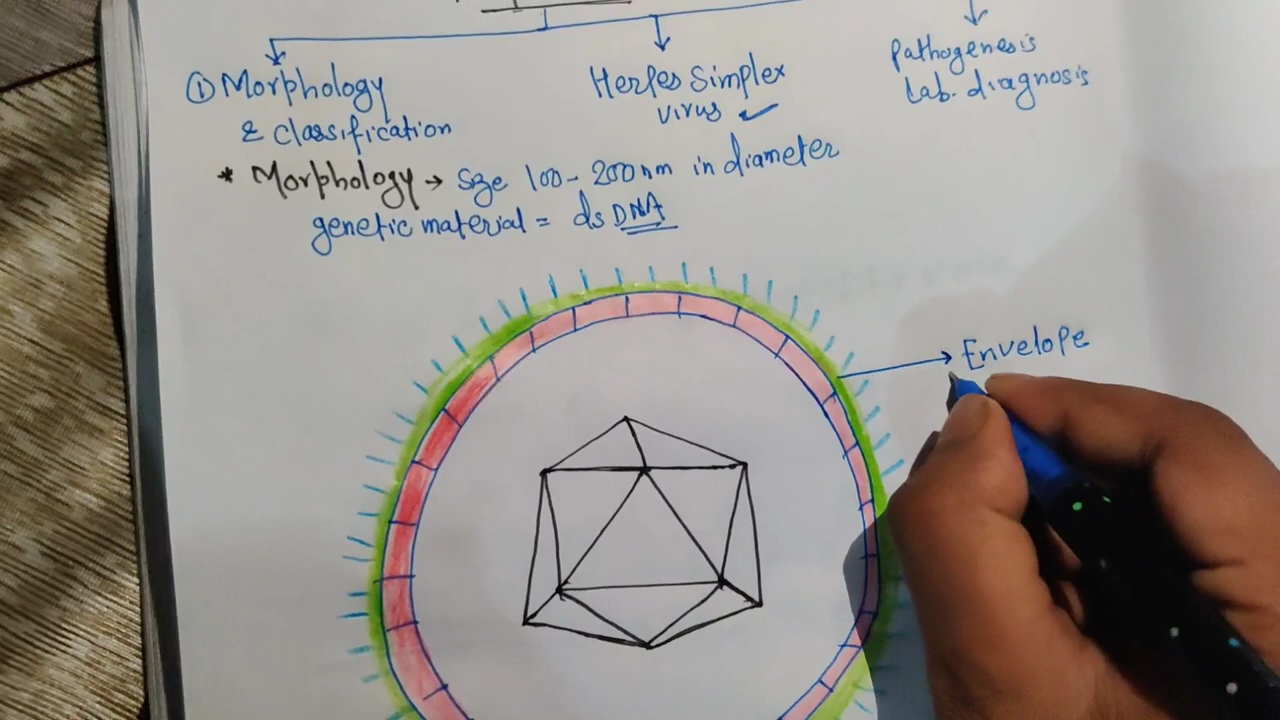 ① Morphology
& classification
Herpes Simplex
virus ✓
Pathogenesis
Lab. diagnosis
* Morphology → Size 100 - 200nm in diameter
genetic material = ds DNA
→ Envelope